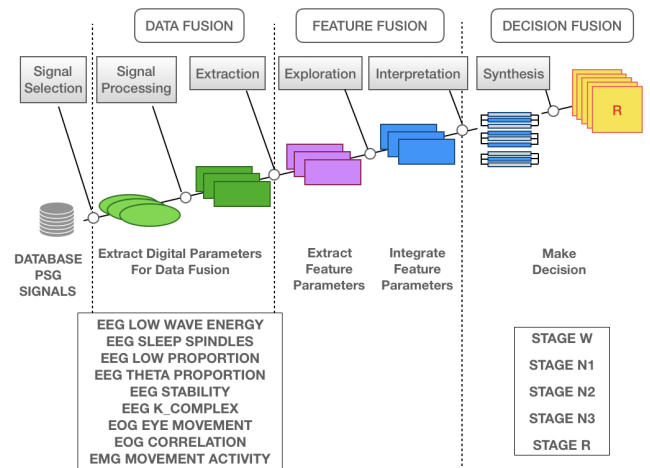 DATA FUSION
FEATURE FUSION
DECISION FUSION
Signal
Selection
Signal
Processing
Extraction
Exploration
Interpretation
Synthesis
R
DATABASE
PSG
SIGNALS
Extract Digital Parameters
For Data Fusion
Extract
Feature
Parameters
Integrate
Feature
Parameters
Make
Decision
EEG LOW WAVE ENERGY
EEG SLEEP SPINDLES
EEG LOW PROPORTION
EEG THETA PROPORTION
EEG STABILITY
EEG K_COMPLEX
EOG EYE MOVEMENT
EOG CORRELATION
EMG MOVEMENT ACTIVITY
STAGE W
STAGE N1
STAGE N2
STAGE N3
STAGE R